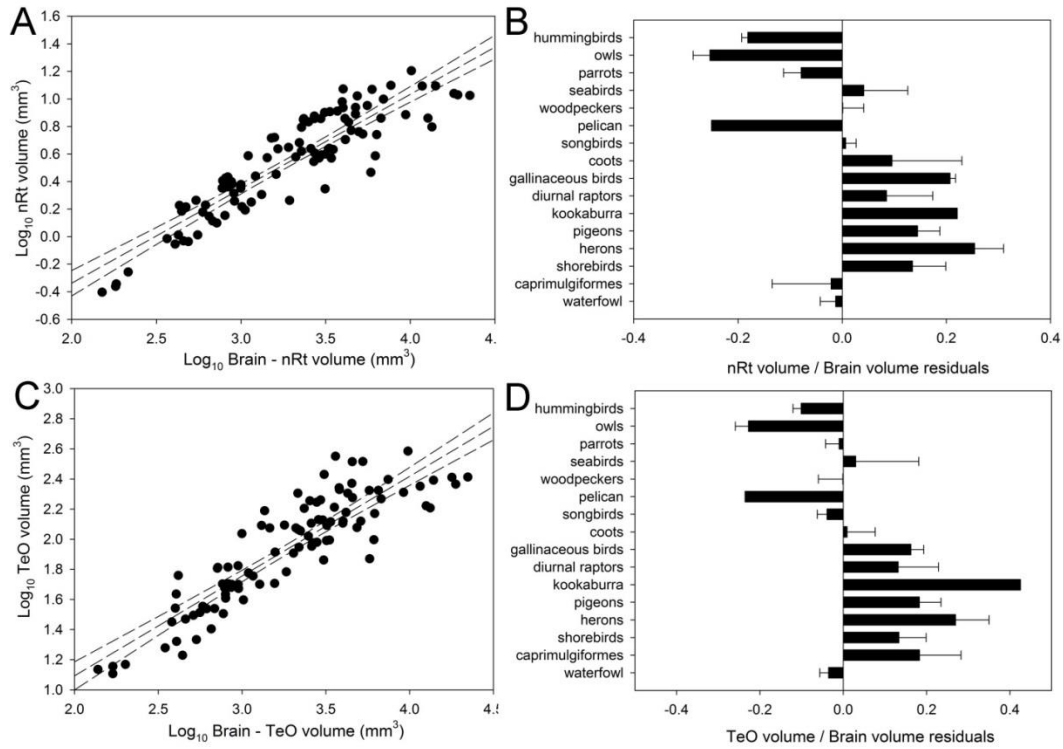 A
1.6
1.4
1.2
1.0
0.8
0.6
0.4
0.2
0.0
-0.2
-0.4
-0.6
Log10 nRt volume (mm3)
2.0 2.5 3.0 3.5 4.0 4.
Log10 Brain - nRt volume (mm3)
B
hummingbirds
owls
parrots
seabirds
woodpeckers
pelican
songbirds
coots
gallinaceous birds
diurnal raptors
kookaburra
pigeons
herons
shorebirds
caprimulgiformes
waterfowl
-0.4 -0.2 0.0 0.2 0.4
nRt volume / Brain volume residuals
C
3.0
2.8
2.6
2.4
2.2
2.0
1.8
1.6
1.4
1.2
1.0
Log10 TeO volume (mm3)
2.0 2.5 3.0 3.5 4.0 4.
Log10 Brain - TeO volume (mm3)
D
hummingbirds
owls
parrots
seabirds
woodpeckers
pelican
songbirds
coots
gallinaceous birds
diurnal raptors
kookaburra
pigeons
herons
shorebirds
caprimulgiformes
waterfowl
-0.4 -0.2 0.0 0.2 0.4
TeO volume / Brain volume residuals